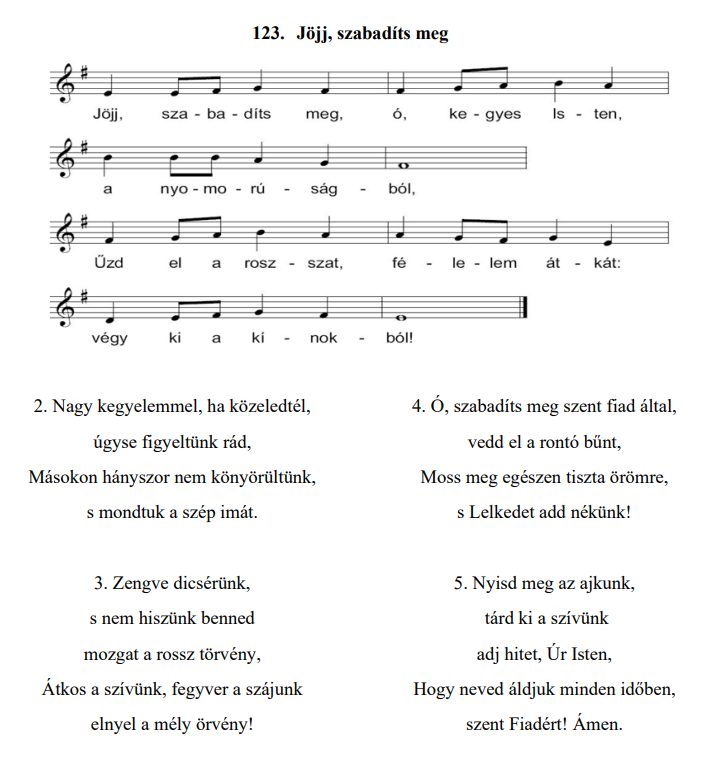 123. Jöjj, szabadíts meg
Jöjj, sza - ba - díts meg, ó, ke - gyes Is - ten,
a nyo - mo - rú - ság - ból,
Űzd el a rosz - szat, fé - le - lem át - kát:
végy ki a kí - nok - ból!
2. Nagy kegyelemmel, ha közeledtél,
úgyse figyeltünk rád,
Másokon hányszor nem könyörültünk,
s mondtuk a szép imát.
3. Zengve dicsérünk,
s nem hiszünk benned
mozgat a rossz törvény,
Átkos a szívünk, fegyver a szájunk
elnyel a mély örvény!
4. Ó, szabadíts meg szent fiad által,
vedd el a rontó bűnt,
Moss meg egészen tiszta örömre,
s Lelkedet add nékünk!
5. Nyisd meg az ajkunk,
tárd ki a szívünk
adj hitet, Úr Isten,
Hogy neved áldjuk minden időben,
szent Fiadért! Ámen.